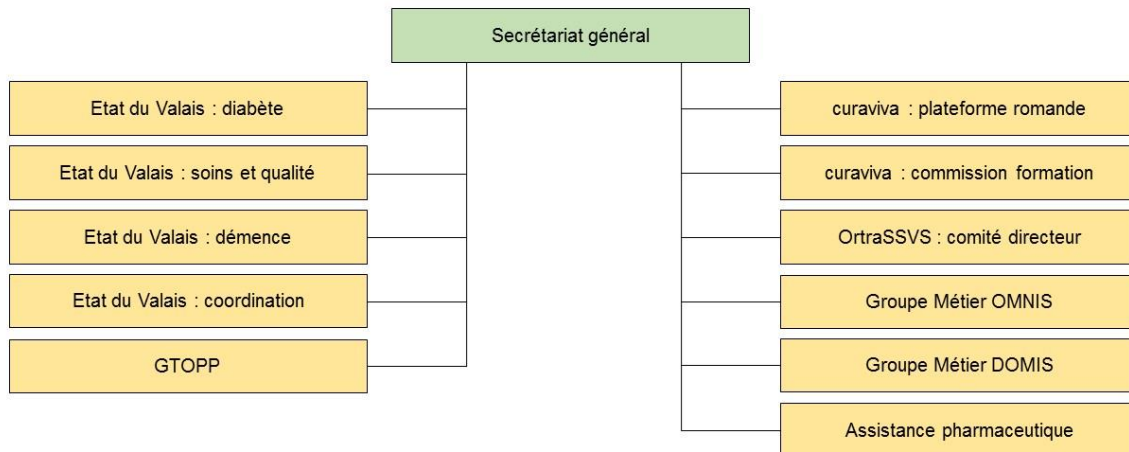 Secrétariat général
Etat du Valais : diabète
Etat du Valais : soins et qualité
Etat du Valais : démence
Etat du Valais : coordination
GTOPP
curaviva : plateforme romande
curaviva : commission formation
OrtraSSVS : comité directeur
Groupe Métier OMNIS
Groupe Métier DOMIS
Assistance pharmaceutique